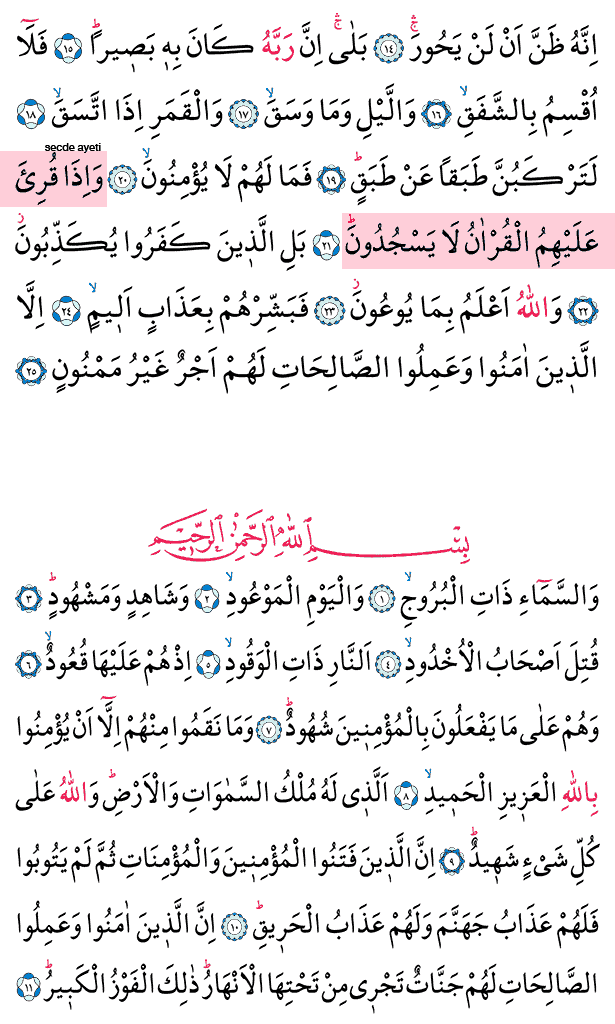 اِنَّهُ ظَنَّ اَنْ لَنْ يَحُورَۚۛ ﴿١٤﴾ بَلٰىۚۛ اِنَّ رَبَّهُ كَانَ بِهٖ بَصٖيراًؕ ﴿١٥﴾ فَلَٓا
اُقْسِمُ بِالشَّفَقِۙ ﴿١٦﴾ وَالَّيْلِ وَمَا وَسَقَۙ ﴿١٧﴾ وَالْقَمَرِ اِذَا اتَّسَقَۙ ﴿١٨﴾
secde ayeti
لَتَرْكَبُنَّ طَبَقاً عَنْ طَبَقٍؕ ﴿١٩﴾ فَمَا لَهُمْ لَا يُؤْمِنُونَۙ ﴿٢٠﴾ وَاِذَا قُرِئَ
عَلَيْهِمُ الْقُرْاٰنُ لَا يَسْجُدُونَؕ ﴿٢١﴾ بَلِ الَّذٖينَ كَفَرُوا يُكَذِّبُونَؗ
﴿٢٢﴾ وَاللّٰهُ اَعْلَمُ بِمَا يُوعُونَؗ ﴿٢٣﴾ فَبَشِّرْهُمْ بِعَذَابٍ اَلٖيمٍۙ ﴿٢٤﴾ اِلَّا
الَّذٖينَ اٰمَنُوا وَعَمِلُوا الصَّالِحَاتِ لَهُمْ اَجْرٌ غَيْرُ مَمْنُونٍ ﴿٢٥﴾
بِسْمِ اللّٰهِ الرَّحْمٰنِ الرَّحٖيمِ
وَالسَّمَٓاءِ ذَاتِ الْبُرُوجِۙ ﴿١﴾ وَالْيَوْمِ الْمَوْعُودِۙ ﴿٢﴾ وَشَاهِدٍ وَمَشْهُودٍؕ ﴿٣﴾
قُتِلَ اَصْحَابُ الْاُخْدُودِۙ ﴿٤﴾ اَلنَّارِ ذَاتِ الْوَقُودِۙ ﴿٥﴾ اِذْ هُمْ عَلَيْهَا قُعُودٌۙ ﴿٦﴾
وَهُمْ عَلٰى مَا يَفْعَلُونَ بِالْمُؤْمِنٖينَ شُهُودٌؕ ﴿٧﴾ وَمَا نَقَمُوا مِنْهُمْ اِلَّٓا اَنْ يُؤْمِنُوا
بِاللّٰهِ الْعَزٖيزِ الْحَمٖيدِۙ ﴿٨﴾ اَلَّذٖى لَهُ مُلْكُ السَّمٰوَاتِ وَالْاَرْضِؕ وَاللّٰهُ عَلٰى
كُلِّ شَىْءٍ شَهٖيدٌؕ ﴿٩﴾ اِنَّ الَّذٖينَ فَتَنُوا الْمُؤْمِنٖينَ وَالْمُؤْمِنَاتِ ثُمَّ لَمْ يَتُوبُوا
فَلَهُمْ عَذَابُ جَهَنَّمَ وَلَهُمْ عَذَابُ الْحَرٖيقِؕ ﴿١٠﴾ اِنَّ الَّذٖينَ اٰمَنُوا وَعَمِلُوا
الصَّالِحَاتِ لَهُمْ جَنَّاتٌ تَجْرٖى مِنْ تَحْتِهَا الْاَنْهَارُؕ ذٰلِكَ الْفَوْزُ الْكَبٖيرُؕ ﴿١١﴾